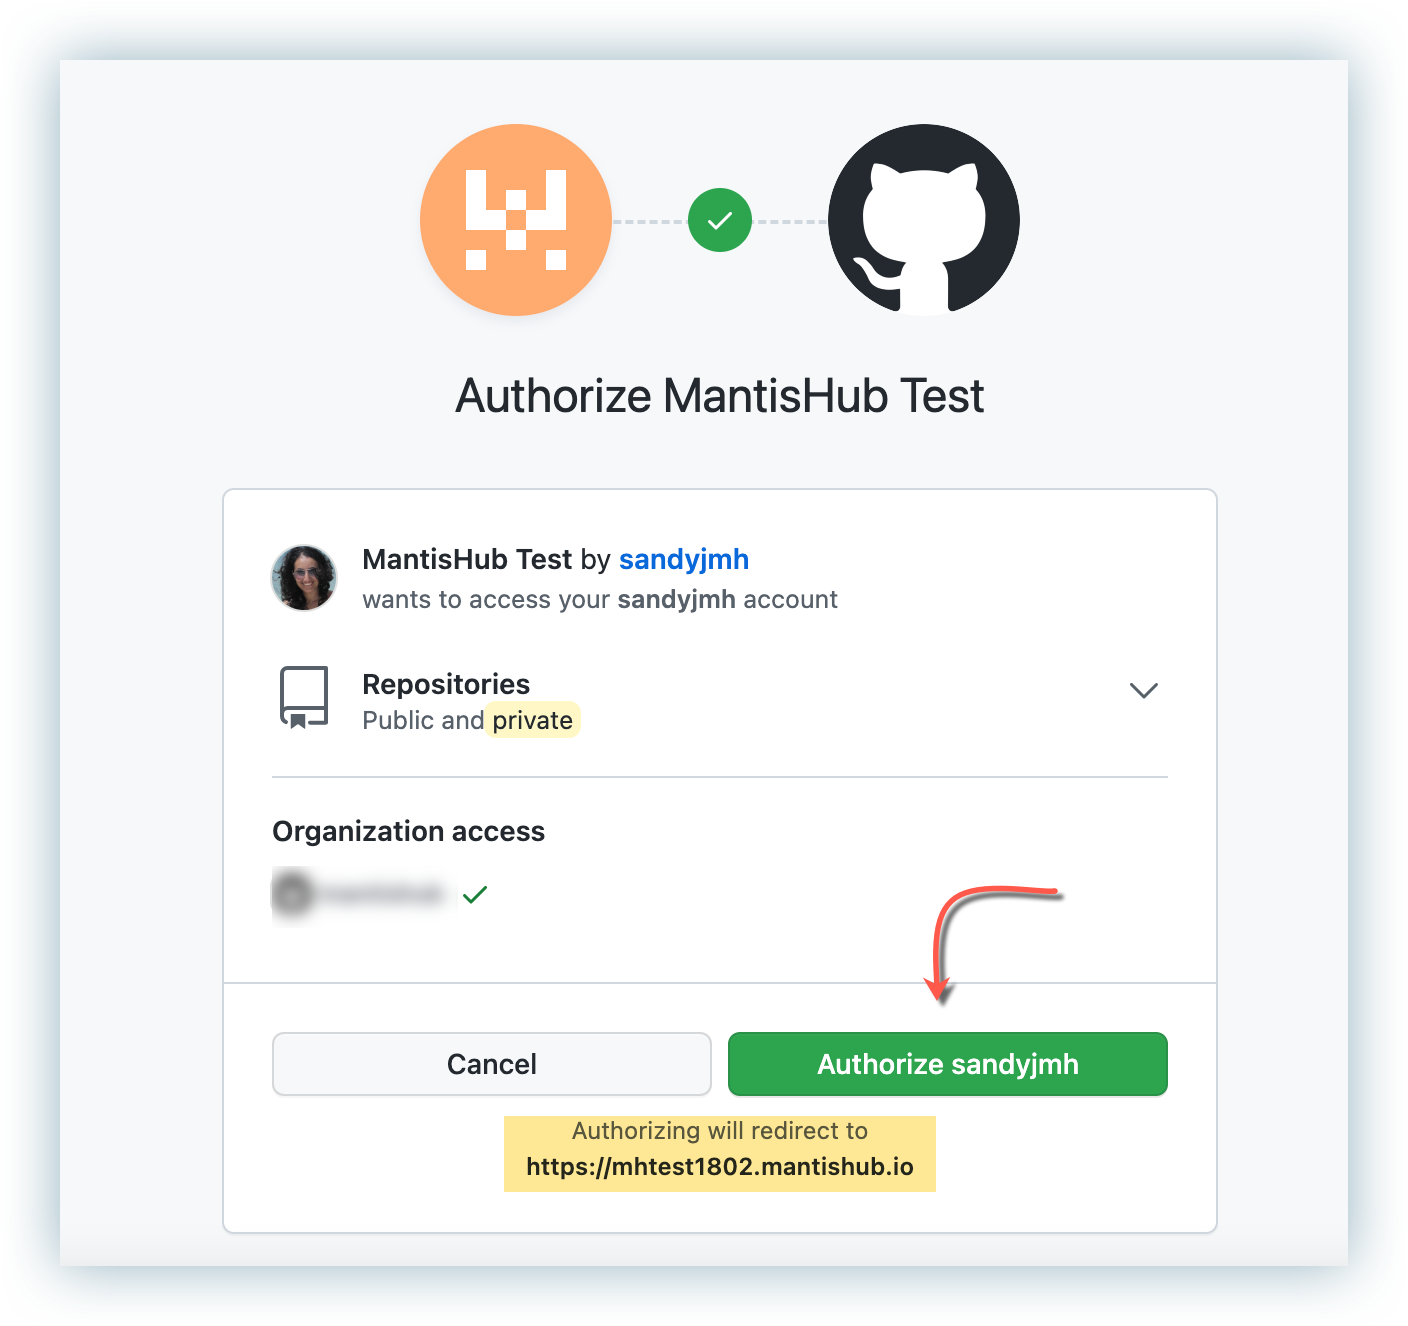 Authorize MantisHub Test
MantisHub Test by sandyjmh
wants to access your sandyjmh account
Repositories
Public and private
Organization access
Cancel
Authorize sandyjmh
Authorizing will redirect to
https://mhtest1802.mantishub.io